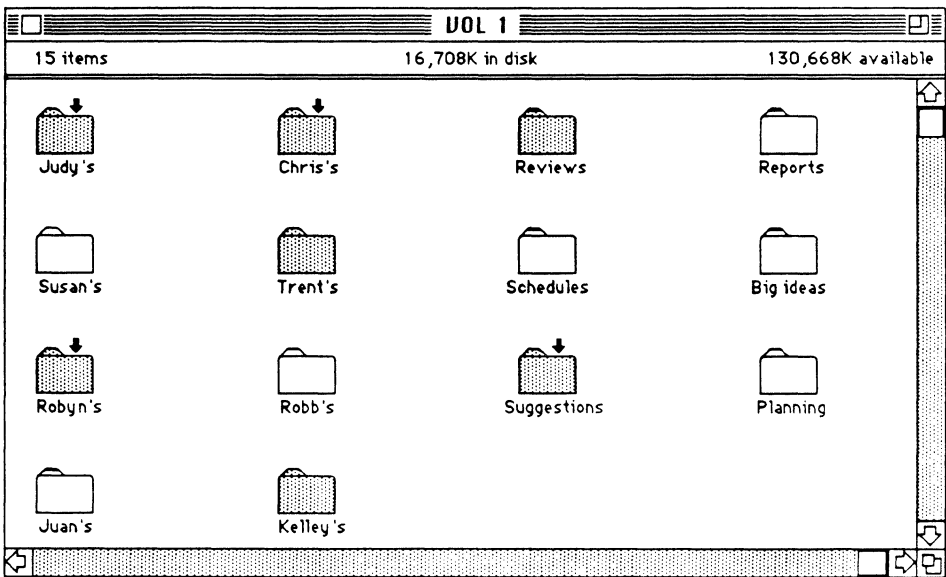 VOL 1
15 items 16,708K in disk 130,668K available
Judy's Chris's Reviews Reports
Susan's Trent's Schedules Big ideas
Robyn's Robb's Suggestions Planning
Juan's Kelley's